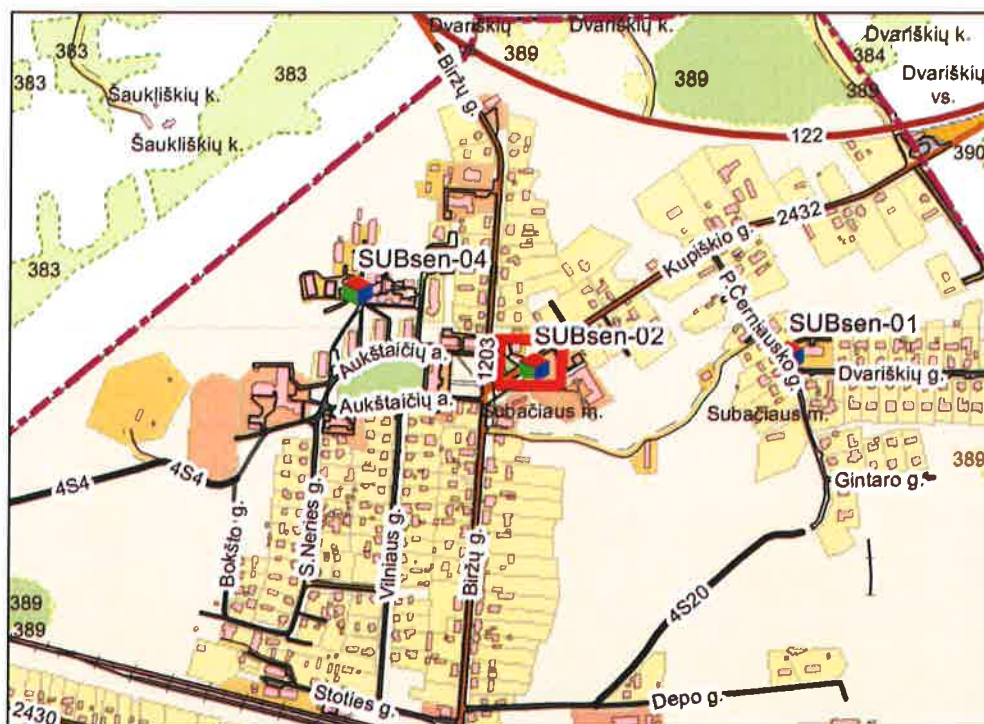 Dvariškių
Dvariškių k.
Dvariškių k.
383
383
383
383
389
384
389
389
Dvariškių
vs.
Biržų g.
Šaukliškių k.
Šaukliškių k.
122
390
2432
Kupiškio g.
SUBsen-04
P.Černiausko g.
SUBsen-02
SUBsen-01
1203
Aukštaičių a.
Dvariškių g.
Aukštaičių a.
Subačiaus m.
Subačiaus m.
389
4S4
4S4
Gintaro g.
Bokšto g.
S.Neries g.
Vilniaus g.
Biržų g.
4S20
389
389
Stoties g.
Depo g.
2430